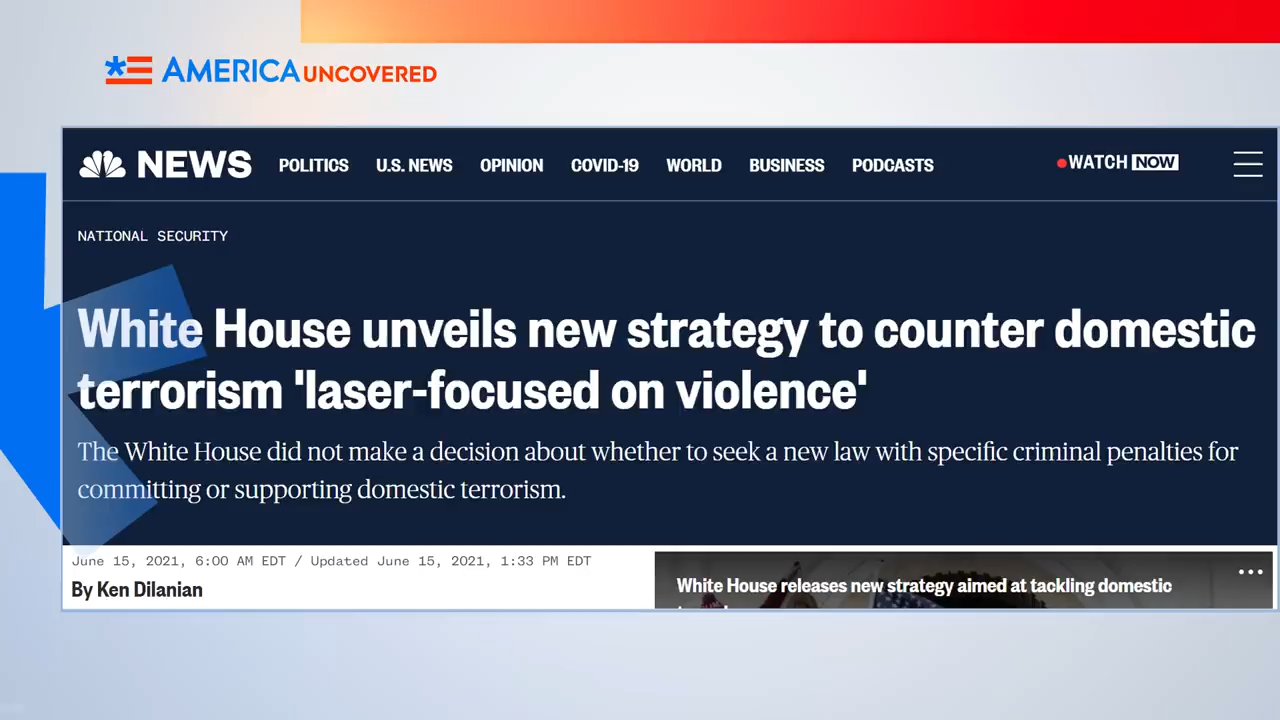 AMERICA UNCOVERED
NEWS POLITICS U.S. NEWS OPINION COVID-19 WORLD BUSINESS PODCASTS WATCH NOW
NATIONAL SECURITY
White House unveils new strategy to counter domestic
terrorism 'laser-focused on violence'
The White House did not make a decision about whether to seek a new law with specific criminal penalties for
committing or supporting domestic terrorism.
June 15, 2021, 6:00 AM EDT / Updated June 15, 2021, 1:33 PM EDT
By Ken Dilanian
White House releases new strategy aimed at tackling domestic